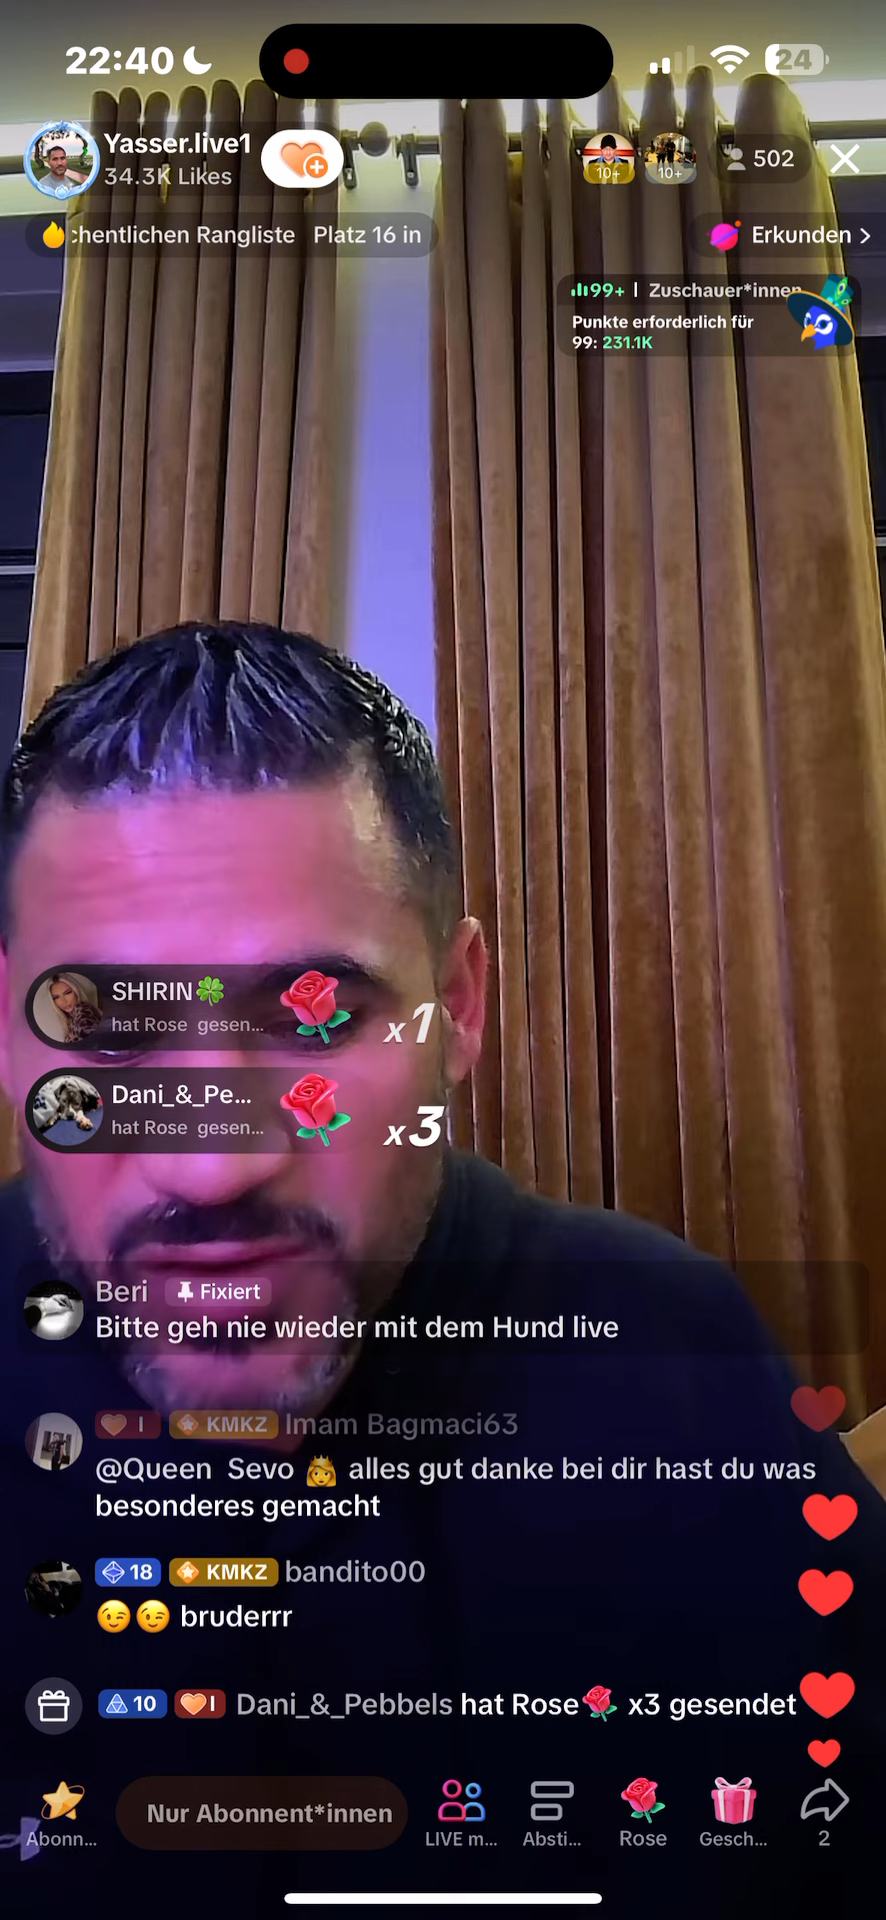 22:40
24
Yasser.live1
34.3K Likes
10+
10+
502
chentlichen Rangliste Platz 16 in
Erkunden >
99+ | Zuschauer*innen
Punkte erforderlich für
99: 231.1K
SHIRIN🍀
hat Rose gesen...
x1
Dani_&_Pe...
hat Rose gesen...
x3
Beri Fixiert
Bitte geh nie wieder mit dem Hund live
I KMKZ Imam Bagmaci63
@Queen Sevo 👸 alles gut danke bei dir hast du was
besonderes gemacht
18 KMKZ bandito00
😉😉 bruderrr
10 I Dani_&_Pebbels hat Rose🌹 x3 gesendet
Abonn...
Nur Abonnent*innen
LIVE m...
Absti...
Rose
Gesch...
2